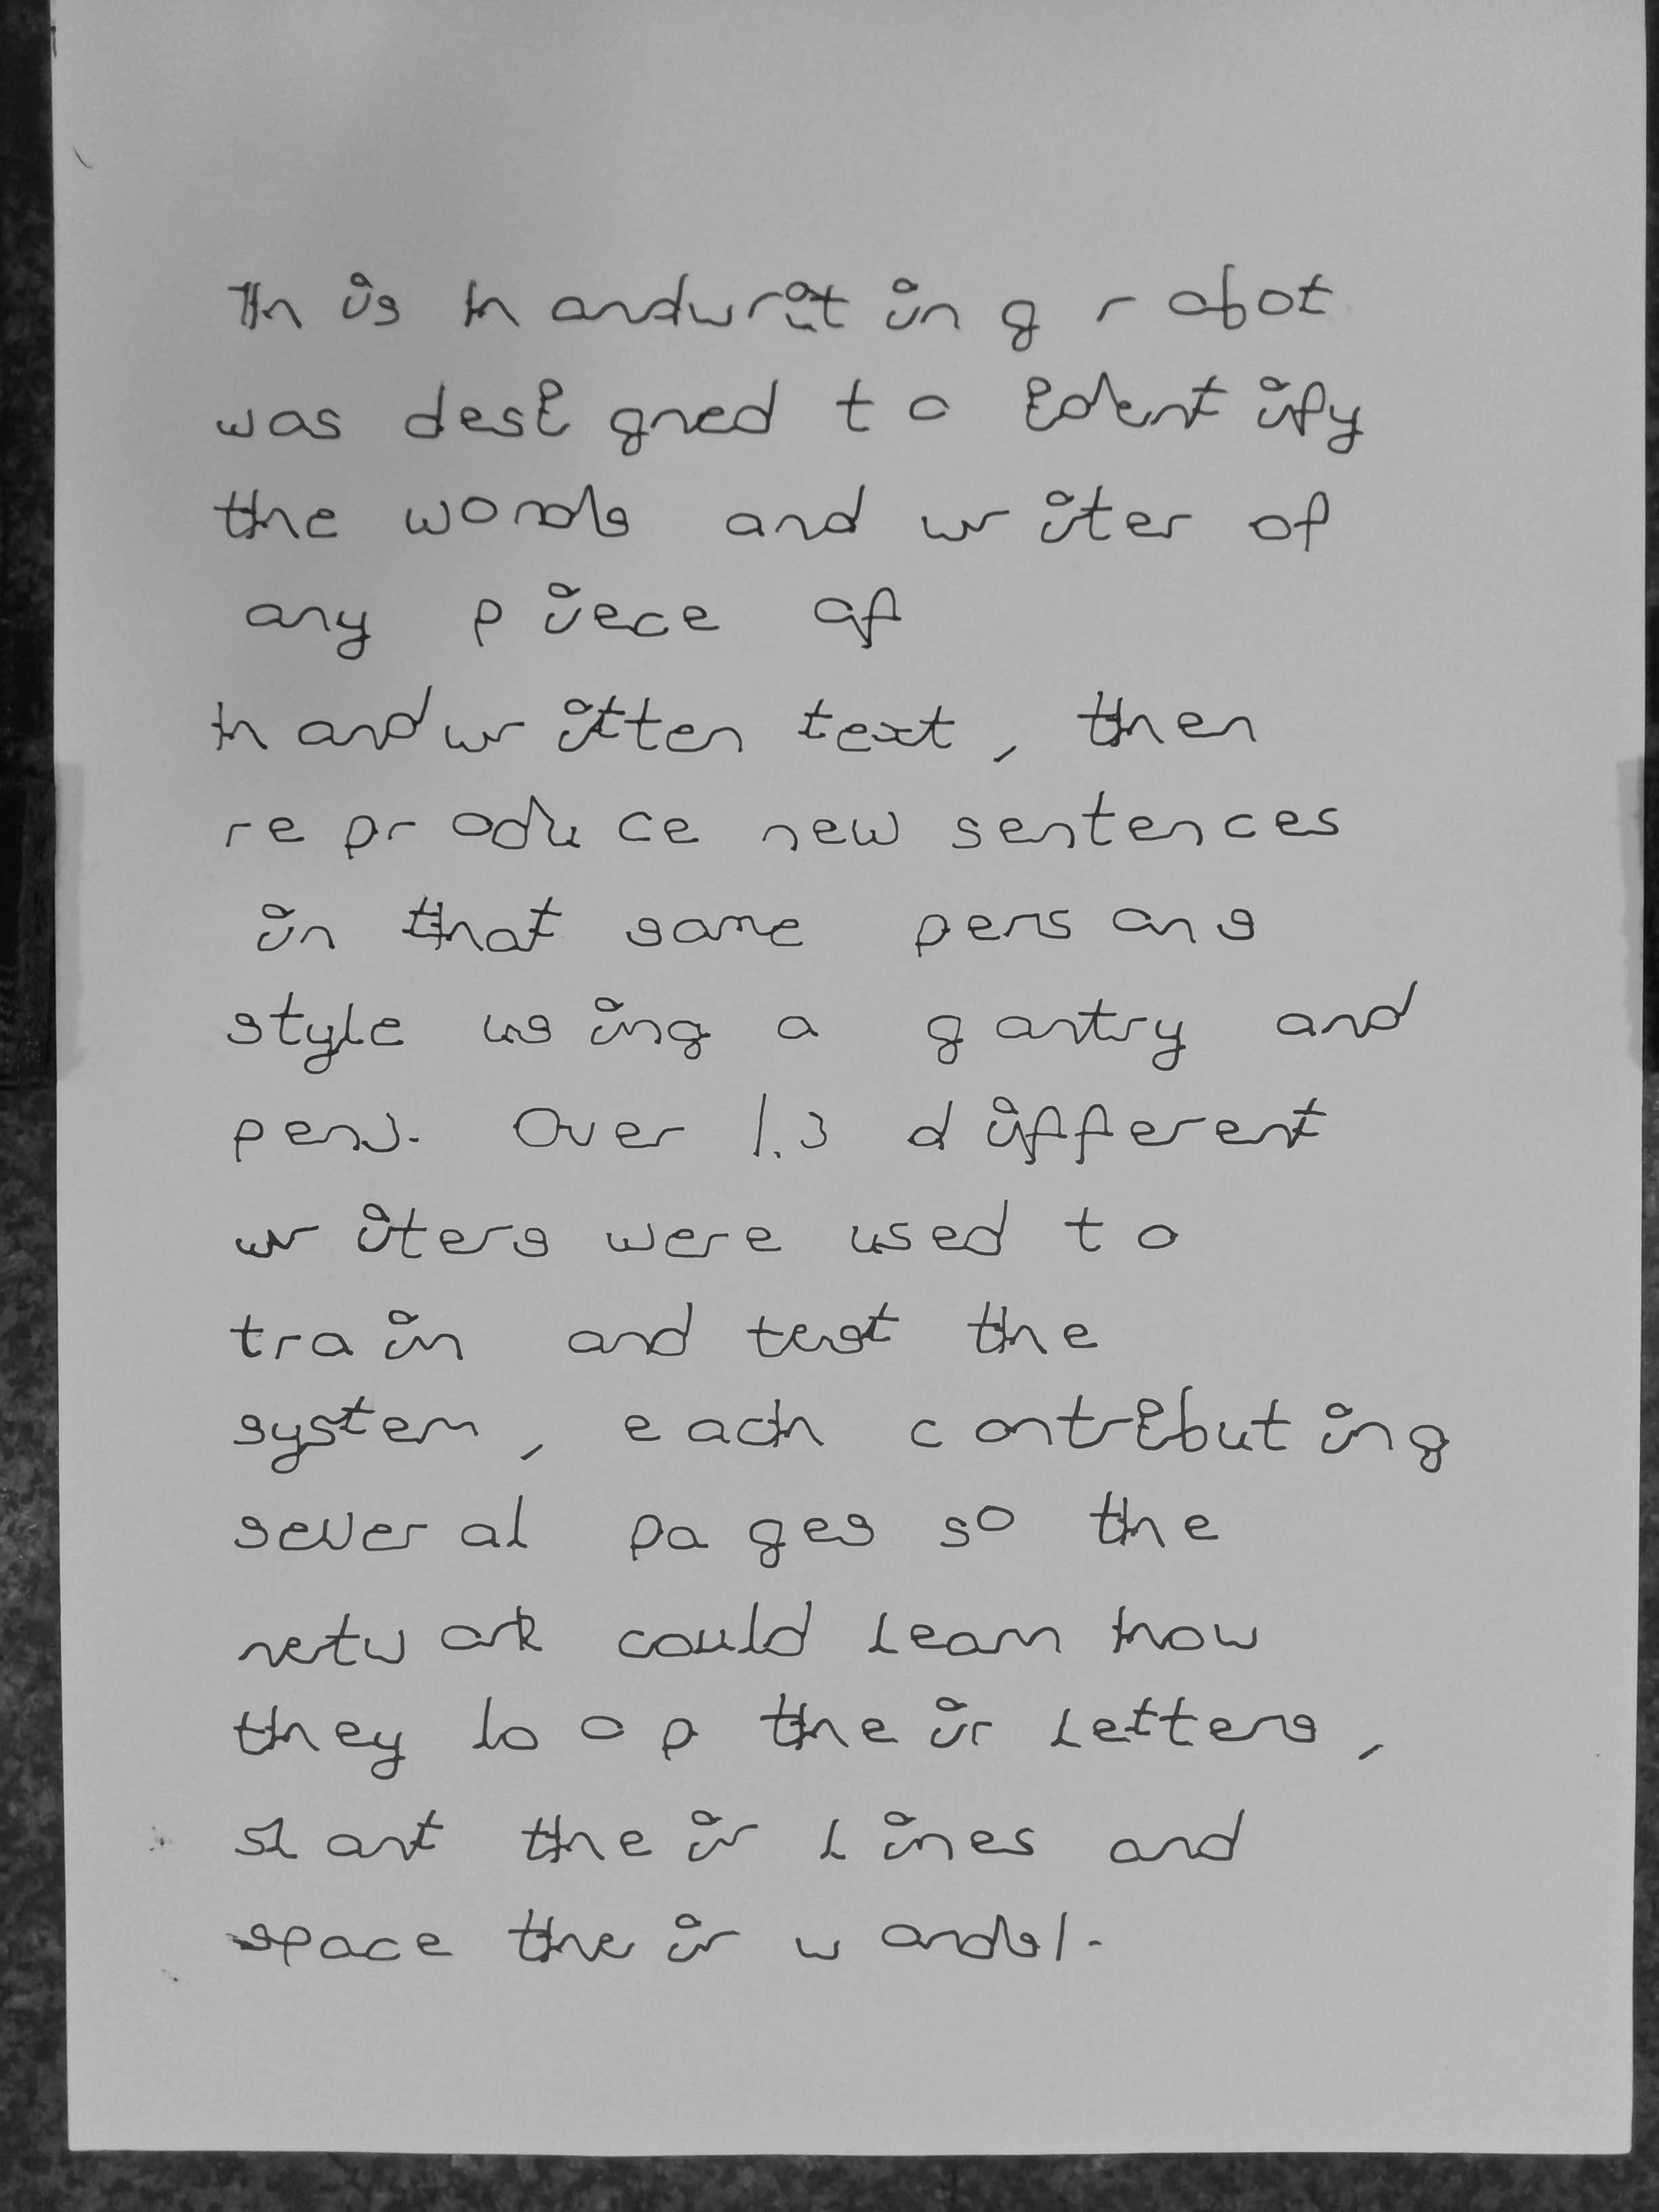 This handwriting robot
was designed to identify
the words and writer of
any piece of
handwritten text, then
reproduce new sentences
in that same persons
style using a gantry and
pens. Over 1.3 different
writers were used to
train and test the
system, each contributing
several pages so the
network could learn how
they loop their letters,
slant their lines and
space their words.